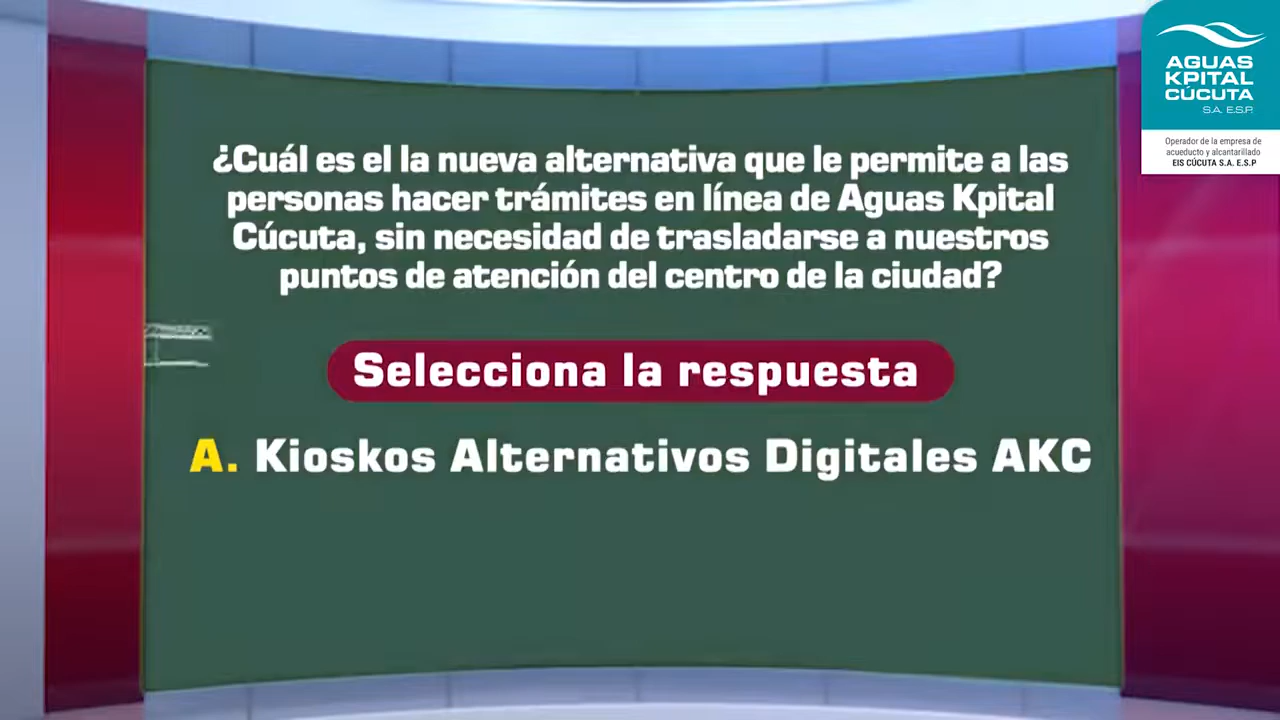 AGUAS
KPITAL
CÚCUTA
S.A. E.S.P.
Operador de la empresa de
acueducto y alcantarillado
EIS CÚCUTA S.A. E.S.P
¿Cuál es el la nueva alternativa que le permite a las
personas hacer trámites en línea de Aguas Kpital
Cúcuta, sin necesidad de trasladarse a nuestros
puntos de atención del centro de la ciudad?
Selecciona la respuesta
A. Kioskos Alternativos Digitales AKC